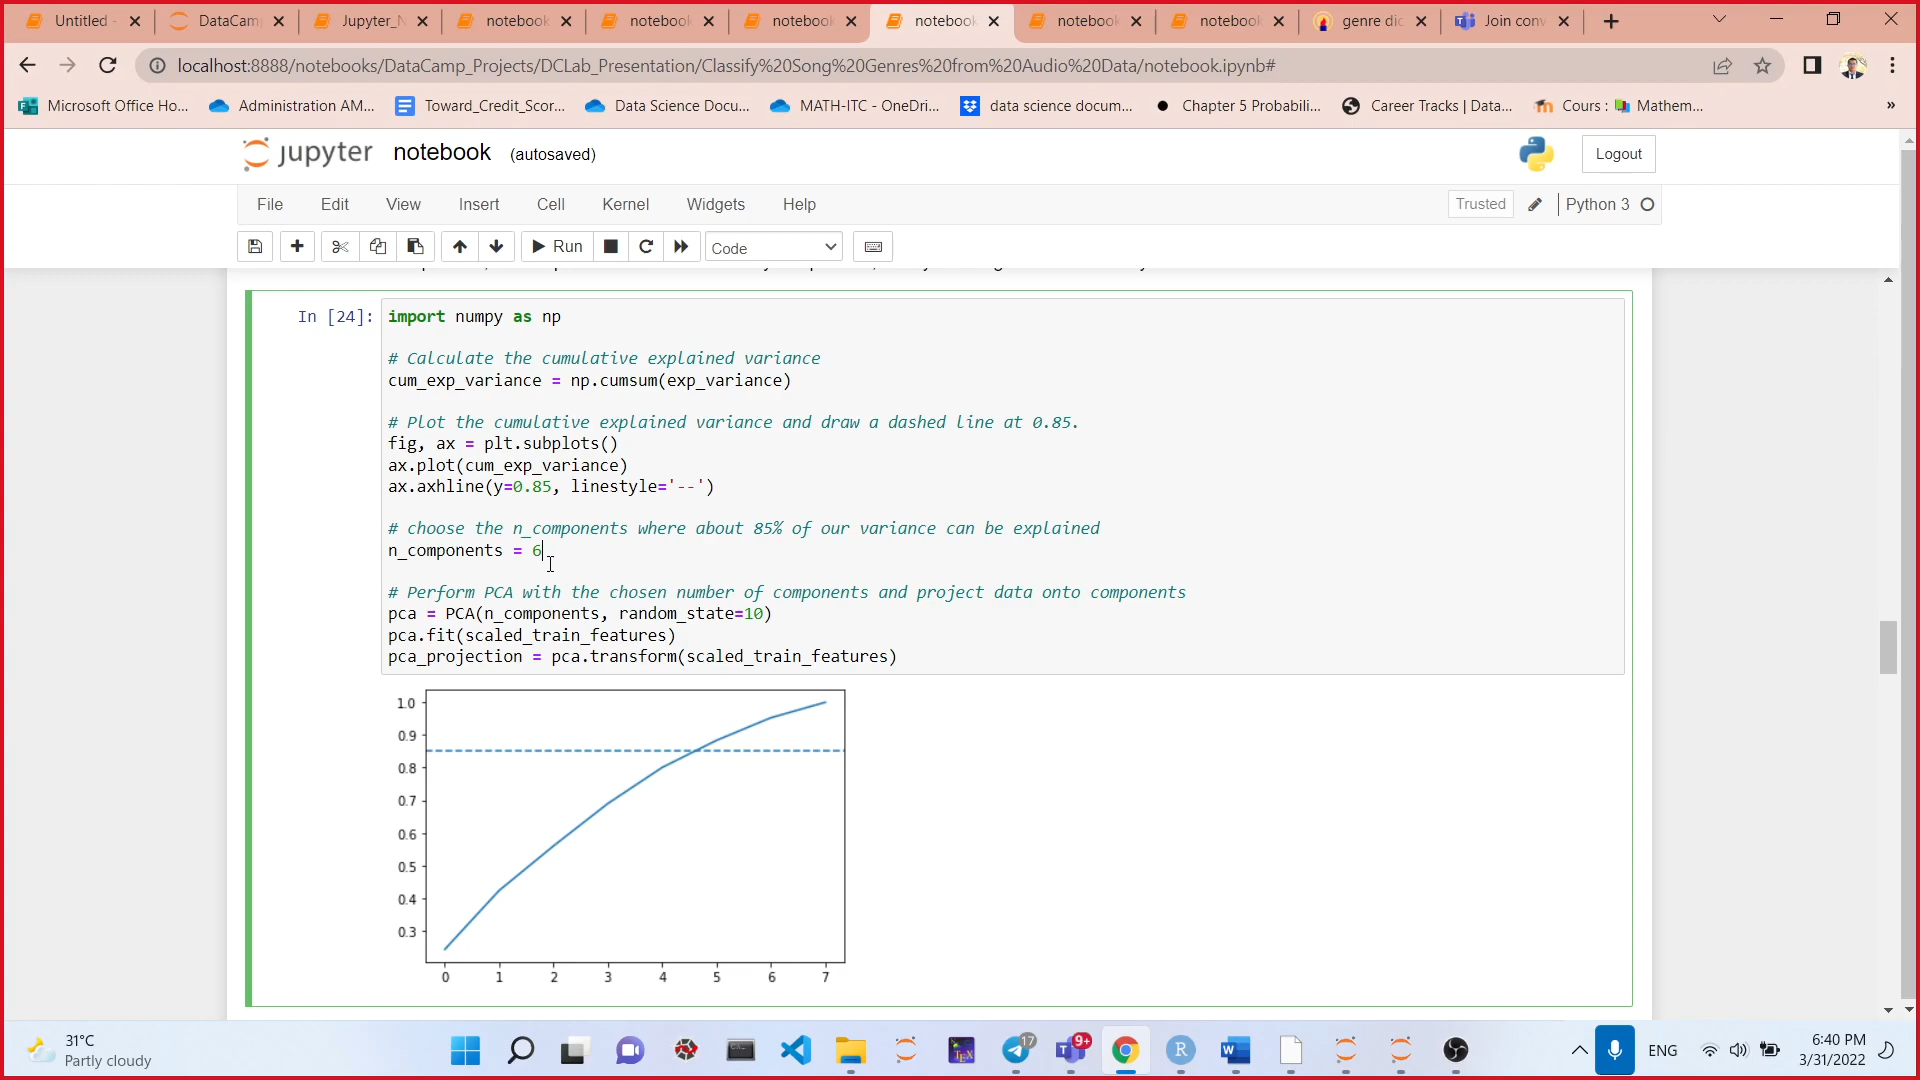 Untitled -
DataCam
Jupyter_N
notebook
notebook
notebook
notebook
notebook
notebook
genre dic
Join conv
localhost:8888/notebooks/DataCamp_Projects/DCLab_Presentation/Classify%20Song%20Genres%20from%20Audio%20Data/notebook.ipynb#
Microsoft Office Ho...
Administration AM...
Toward_Credit_Scor...
Data Science Docu...
MATH-ITC - OneDri...
data science docum...
Chapter 5 Probabili...
Career Tracks | Data...
Cours : Mathem...
»
jupyter notebook (autosaved)
Logout
File Edit View Insert Cell Kernel Widgets Help
Trusted
Python 3
Run
Code
In [24]:
import numpy as np
# Calculate the cumulative explained variance
cum_exp_variance = np.cumsum(exp_variance)
# Plot the cumulative explained variance and draw a dashed line at 0.85.
fig, ax = plt.subplots()
ax.plot(cum_exp_variance)
ax.axhline(y=0.85, linestyle='--')
# choose the n_components where about 85% of our variance can be explained
n_components = 6
# Perform PCA with the chosen number of components and project data onto components
pca = PCA(n_components, random_state=10)
pca.fit(scaled_train_features)
pca_projection = pca.transform(scaled_train_features)
1.0
0.9
0.8
0.7
0.6
0.5
0.4
0.3
0 1 2 3 4 5 6 7
31°C
Partly cloudy
17
9+
ENG
6:40 PM
3/31/2022